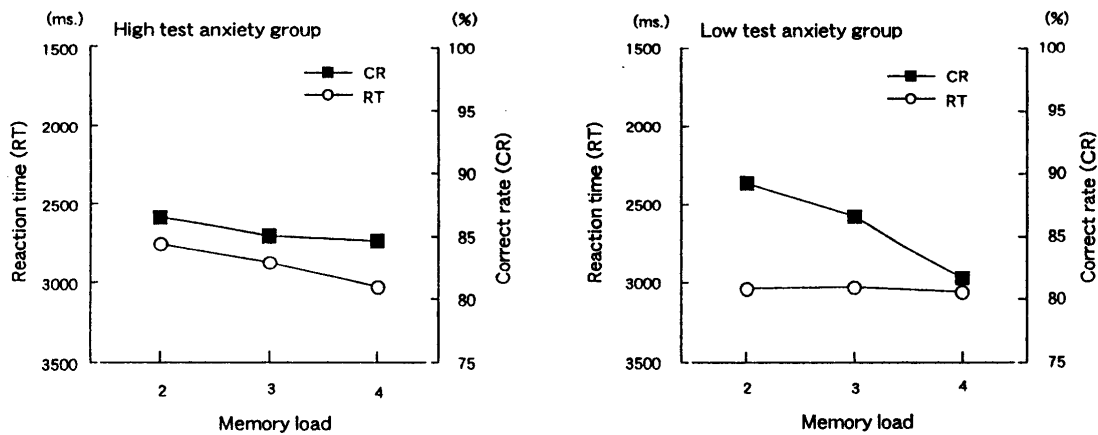 (ms.)
High test anxiety group
(%)
1500
2000
2500
3000
3500
Reaction time (RT)
CR
RT
100
95
90
85
80
75
Correct rate (CR)
2
3
4
Memory load
(ms.)
Low test anxiety group
(%)
1500
2000
2500
3000
3500
Reaction time (RT)
CR
RT
100
95
90
85
80
75
Correct rate (CR)
2
3
4
Memory load